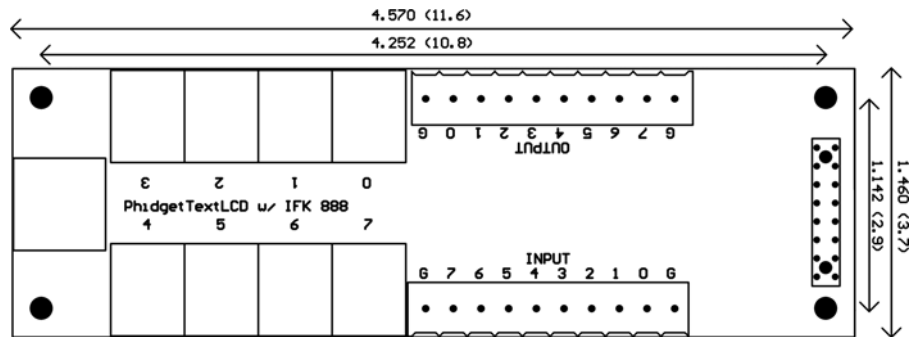 4.570 (11.6)
4.252 (10.8)
G 0 1 2 3 4 5 6 7 G
OUTPUT
3 2 1 0
PhidgetTextLCD w/ IFK 888
4 5 6 7
INPUT
G 7 6 5 4 3 2 1 0 G
1.142 (2.9)
1.460 (3.7)